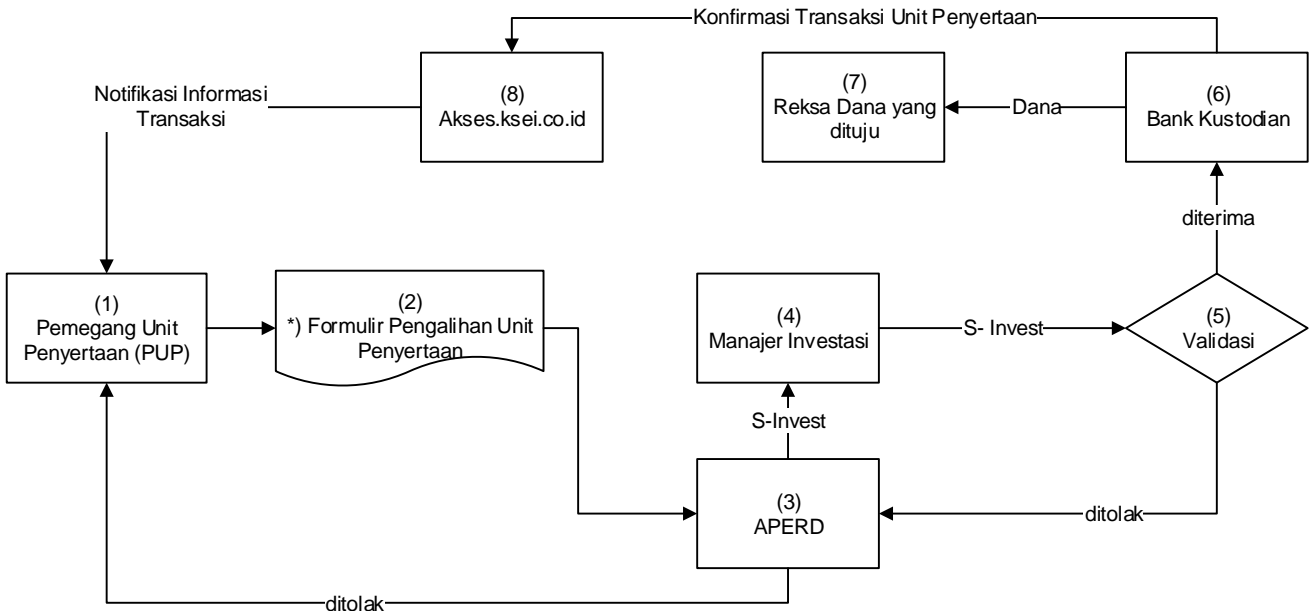 Konfirmasi Transaksi Unit Penyertaan
Notifikasi Informasi
Transaksi
(8)
Akses.ksei.co.id
(7)
Reksa Dana yang
dituju
Dana
(6)
Bank Kustodian
diterima
(1)
Pemegang Unit
Penyertaan (PUP)
(2)
*) Formulir Pengalihan Unit
Penyertaan
(4)
Manajer Investasi
S- Invest
(5)
Validasi
S-Invest
(3)
APERD
ditolak
ditolak